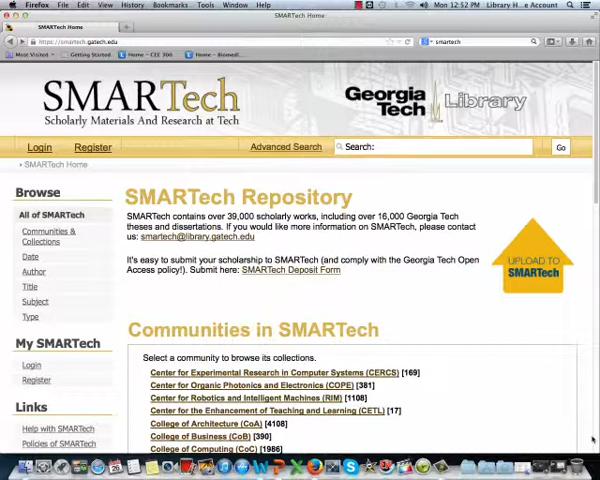 Firefox File Edit View History Bookmarks Tools Window Help
Mon 12:52 PM Library H...e Account
SMARTech Home
SMARTech Home
https://smartech.gatech.edu
smartech
Most Visited Getting Started Home - CEE 300 Home - Biomed...
SMARTech
Scholarly Materials And Research at Tech
Georgia Tech Library
Login Register Advanced Search Search: Go
SMARTech Home
Browse
All of SMARTech
Communities & Collections
Date
Author
Title
Subject
Type
My SMARTech
Login
Register
Links
Help with SMARTech
Policies of SMARTech
SMARTech Repository
SMARTech contains over 39,000 scholarly works, including over 16,000 Georgia Tech
theses and dissertations. If you would like more information on SMARTech, please contact
us: smartech@library.gatech.edu
It's easy to submit your scholarship to SMARTech (and comply with the Georgia Tech Open
Access policy!). Submit here: SMARTech Deposit Form
UPLOAD TO
SMARTech
Communities in SMARTech
Select a community to browse its collections.
Center for Experimental Research in Computer Systems (CERCS) [169]
Center for Organic Photonics and Electronics (COPE) [381]
Center for Robotics and Intelligent Machines (RIM) [1108]
Center for the Enhancement of Teaching and Learning (CETL) [17]
College of Architecture (CoA) [4108]
College of Business (CoB) [390]
College of Computing (CoC) [1986]